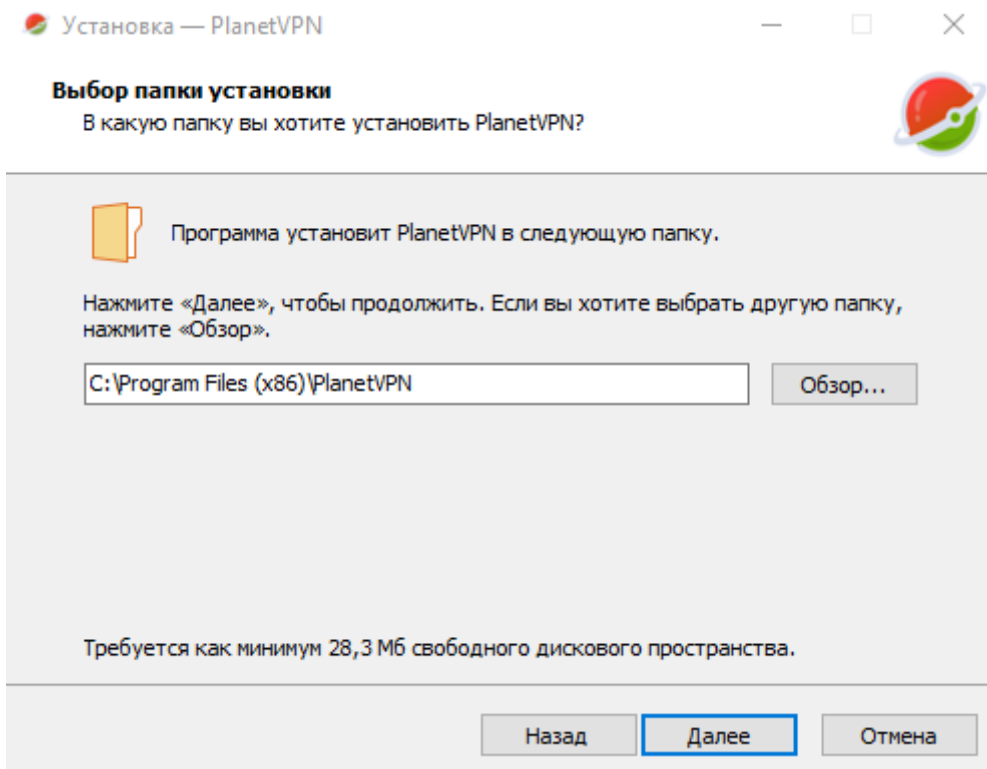 Установка — PlanetVPN
Выбор папки установки
В какую папку вы хотите установить PlanetVPN?
Программа установит PlanetVPN в следующую папку.
Нажмите «Далее», чтобы продолжить. Если вы хотите выбрать другую папку,
нажмите «Обзор».
C:\Program Files (x86)\PlanetVPN
Обзор...
Требуется как минимум 28,3 Мб свободного дискового пространства.
Назад
Далее
Отмена